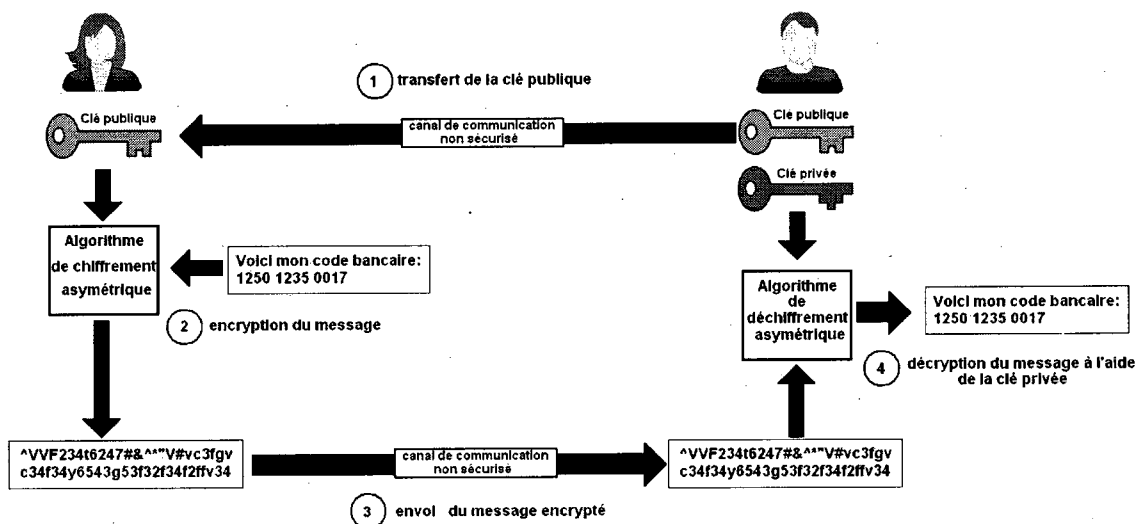 1 transfert de la clé publique
Clé publique
canal de communication
non sécurisé
Clé publique
Clé privée
Algorithme
de chiffrement
asymétrique
Voici mon code bancaire:
1250 1235 0017
2 encryption du message
Algorithme
de
déchiffrement
asymétrique
Voici mon code bancaire:
1250 1235 0017
4 décryption du message à l'aide
de la clé privée
^VVF234t6247#&^*"V#vc3fgv
c34f34y6543g53f32f34f2ffv34
canal de communication
non sécurisé
^VVF234t6247#&^*"V#vc3fgv
c34f34y6543g53f32f34f2ffv34
3 envoi du message encrypté